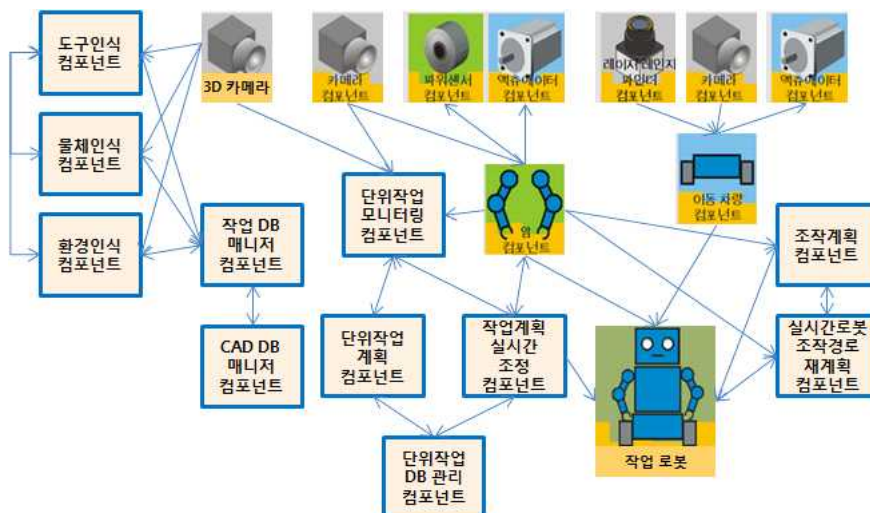 도구인식
컴포넌트
3D 카메라
카메라
컴포넌트
파워센서
컴포넌트
액츄에이터
컴포넌트
레이저 레인지
파인더
컴포넌트
카메라
컴포넌트
액츄에이터
컴포넌트
물체인식
컴포넌트
단위작업
모니터링
컴포넌트
암
컴포넌트
이동 차량
컴포넌트
환경인식
컴포넌트
작업 DB
매니저
컴포넌트
조작계획
컴포넌트
CAD DB
매니저
컴포넌트
단위작업
계획
컴포넌트
작업계획
실시간
조정
컴포넌트
실시간로봇
조작경로
재계획
컴포넌트
작업 로봇
단위작업
DB 관리
컴포넌트